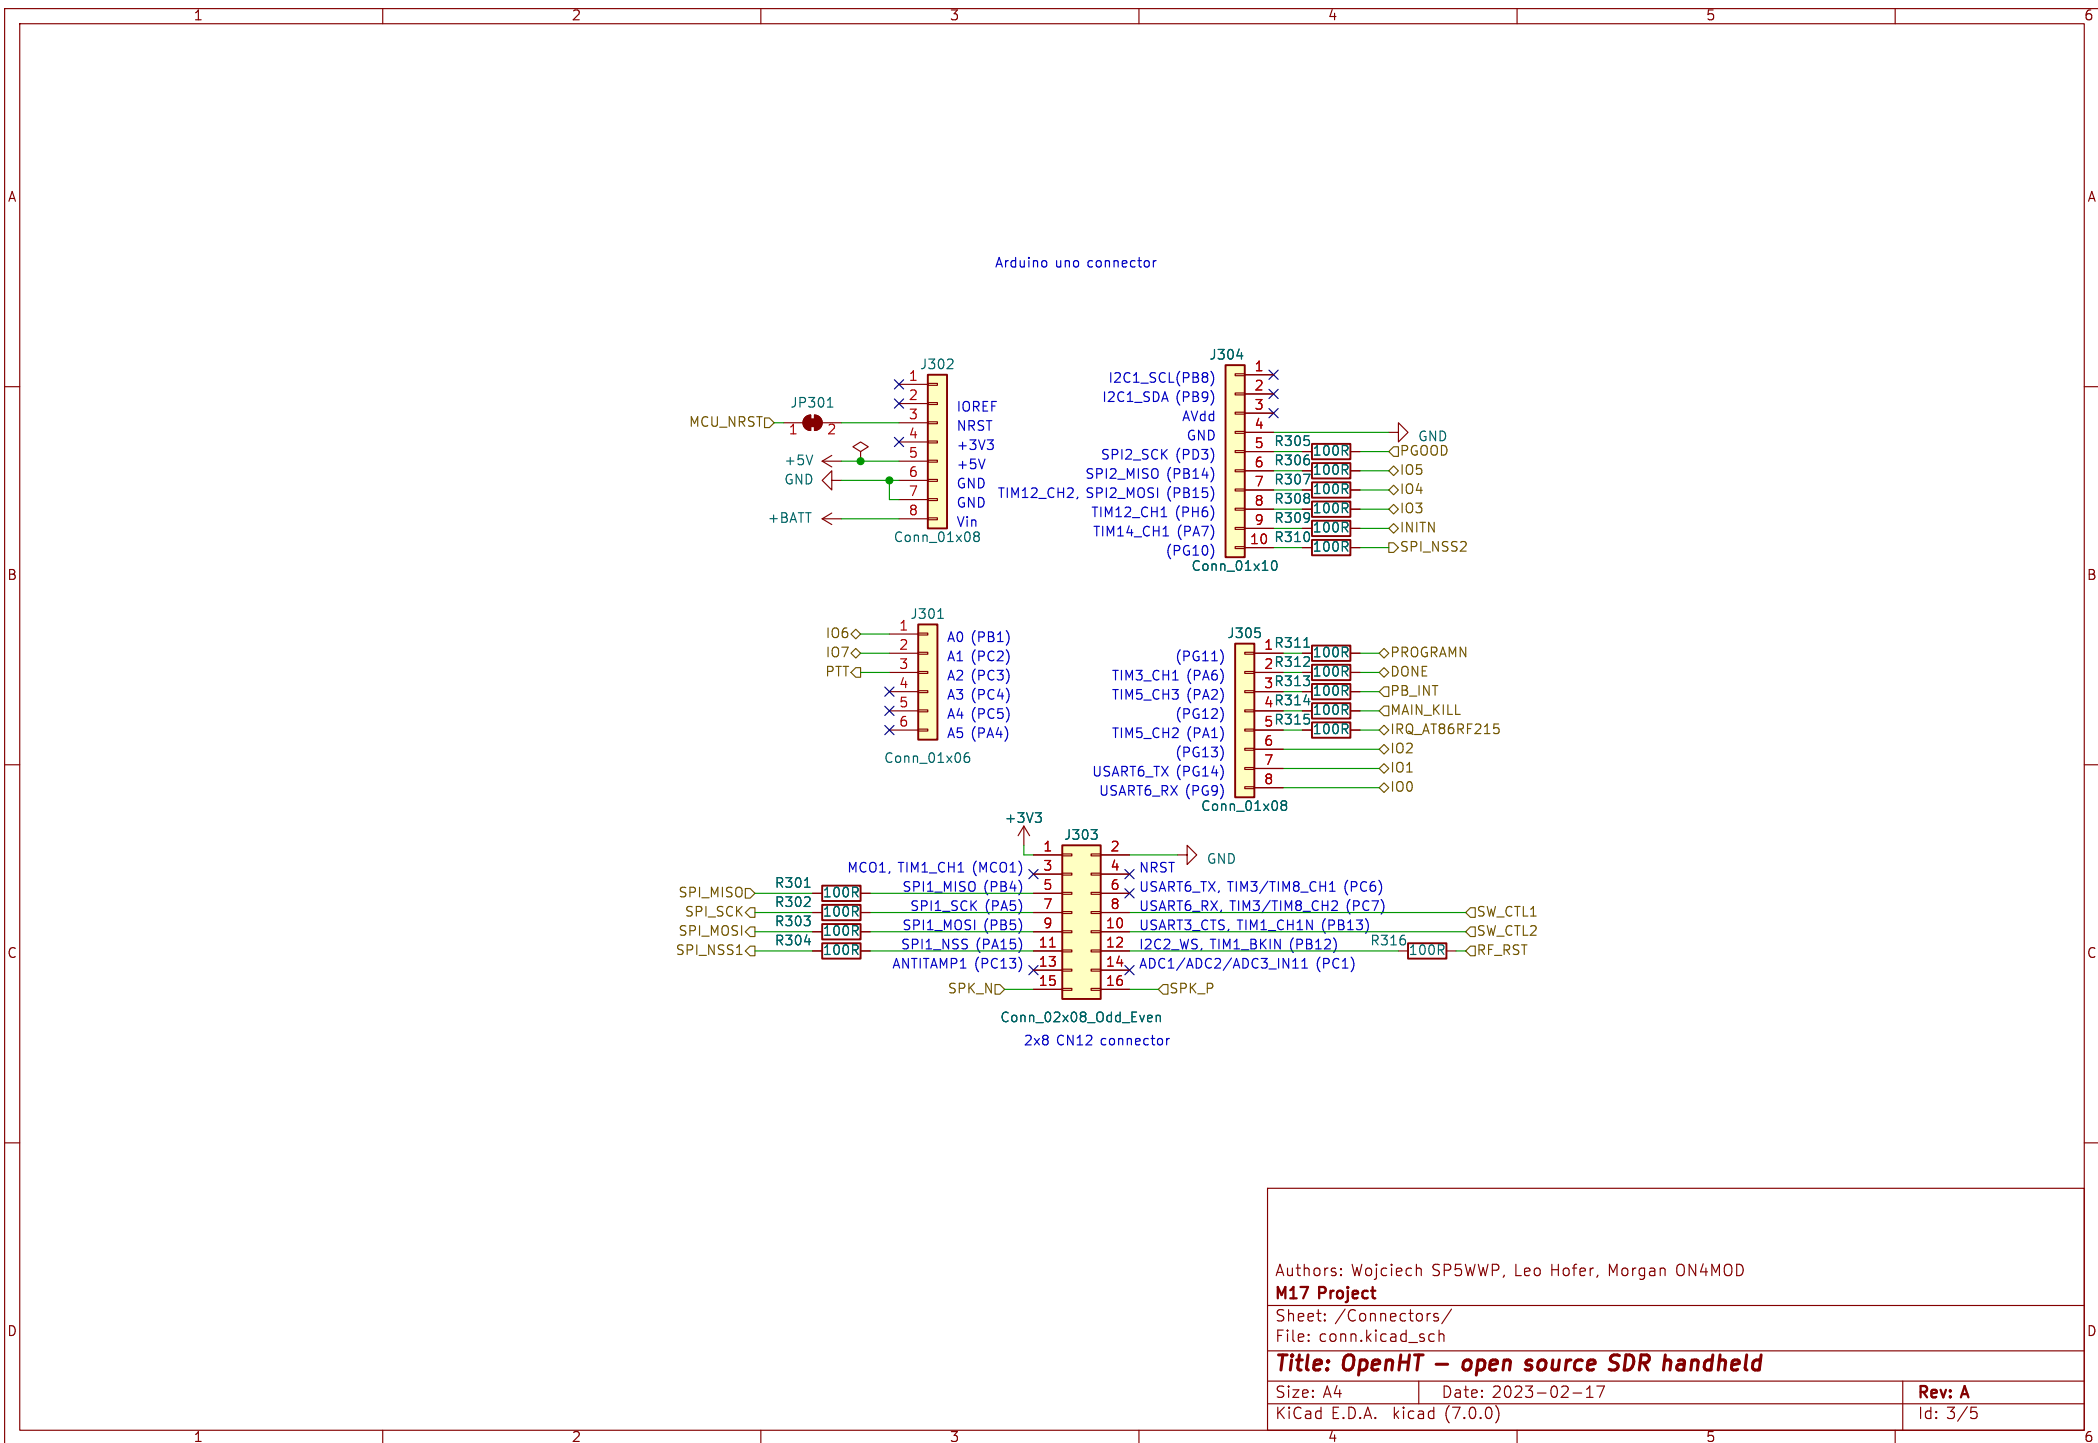 1 2 3 4 5 6
A A
Arduino uno connector
J302
1
2
IOREF
JP301
MCU_NRST 1 2 3 NRST
4 +3V3
+5V 5 +5V
GND 6 GND
7 GND
+BATT 8 Vin
Conn_01x08
J304
I2C1_SCL(PB8) 1
I2C1_SDA (PB9) 2
AVdd 3
GND 4 GND
SPI2_SCK (PD3) 5 R305 100R PGOOD
SPI2_MISO (PB14) 6 R306 100R IO5
TIM12_CH2, SPI2_MOSI (PB15) 7 R307 100R IO4
TIM12_CH1 (PH6) 8 R308 100R IO3
TIM14_CH1 (PA7) 9 R309 100R INITN
(PG10) 10 R310 100R SPI_NSS2
Conn_01x10
B B
J301
IO6 1 A0 (PB1)
IO7 2 A1 (PC2)
PTT 3 A2 (PC3)
4 A3 (PC4)
5 A4 (PC5)
6 A5 (PA4)
Conn_01x06
J305
(PG11) 1 R311 100R PROGRAMN
TIM3_CH1 (PA6) 2 R312 100R DONE
TIM5_CH3 (PA2) 3 R313 100R PB_INT
(PG12) 4 R314 100R MAIN_KILL
TIM5_CH2 (PA1) 5 R315 100R IRQ_AT86RF215
(PG13) 6 IO2
USART6_TX (PG14) 7 IO1
USART6_RX (PG9) 8 IO0
Conn_01x08
+3V3
J303
1 2 GND
MCO1, TIM1_CH1 (MCO1) 3 4 NRST
SPI_MISO R301 100R SPI1_MISO (PB4) 5 6 USART6_TX, TIM3/TIM8_CH1 (PC6)
SPI_SCK R302 100R SPI1_SCK (PA5) 7 8 USART6_RX, TIM3/TIM8_CH2 (PC7) SW_CTL1
SPI_MOSI R303 100R SPI1_MOSI (PB5) 9 10 USART3_CTS, TIM1_CH1N (PB13) SW_CTL2
SPI_NSS1 R304 100R SPI1_NSS (PA15) 11 12 I2C2_WS, TIM1_BKIN (PB12) R316 100R RF_RST
ANTITAMP1 (PC13) 13 14 ADC1/ADC2/ADC3_IN11 (PC1)
SPK_N 15 16 SPK_P
Conn_02x08_Odd_Even
2x8 CN12 connector
C C
Authors: Wojciech SP5WWP, Leo Hofer, Morgan ON4MOD
M17 Project
Sheet: /Connectors/
File: conn.kicad_sch
D D
Title: OpenHT – open source SDR handheld
Size: A4 Date: 2023-02-17 Rev: A
KiCad E.D.A. kicad (7.0.0) Id: 3/5
1 2 3 4 5 6